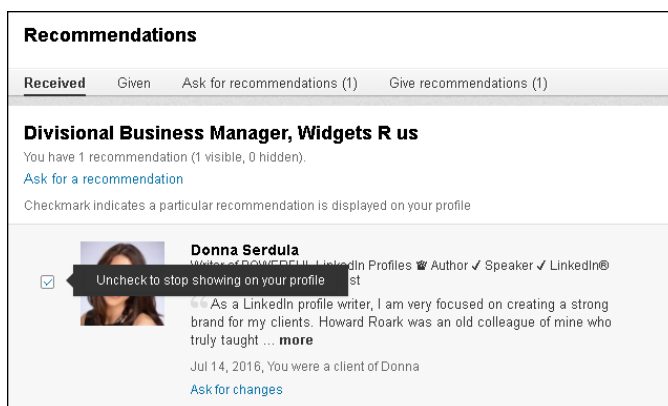 Recommendations
Received Given Ask for recommendations (1) Give recommendations (1)
Divisional Business Manager, Widgets R us
You have 1 recommendation (1 visible, 0 hidden).
Ask for a recommendation
Checkmark indicates a particular recommendation is displayed on your profile
Donna Serdula
Writer of POWERFUL LinkedIn Profiles ♛ Author ✓ Speaker ✓ LinkedIn®
Uncheck to stop showing on your profile
st
“ As a LinkedIn profile writer, I am very focused on creating a strong
brand for my clients. Howard Roark was an old colleague of mine who
truly taught ... more
Jul 14, 2016, You were a client of Donna
Ask for changes